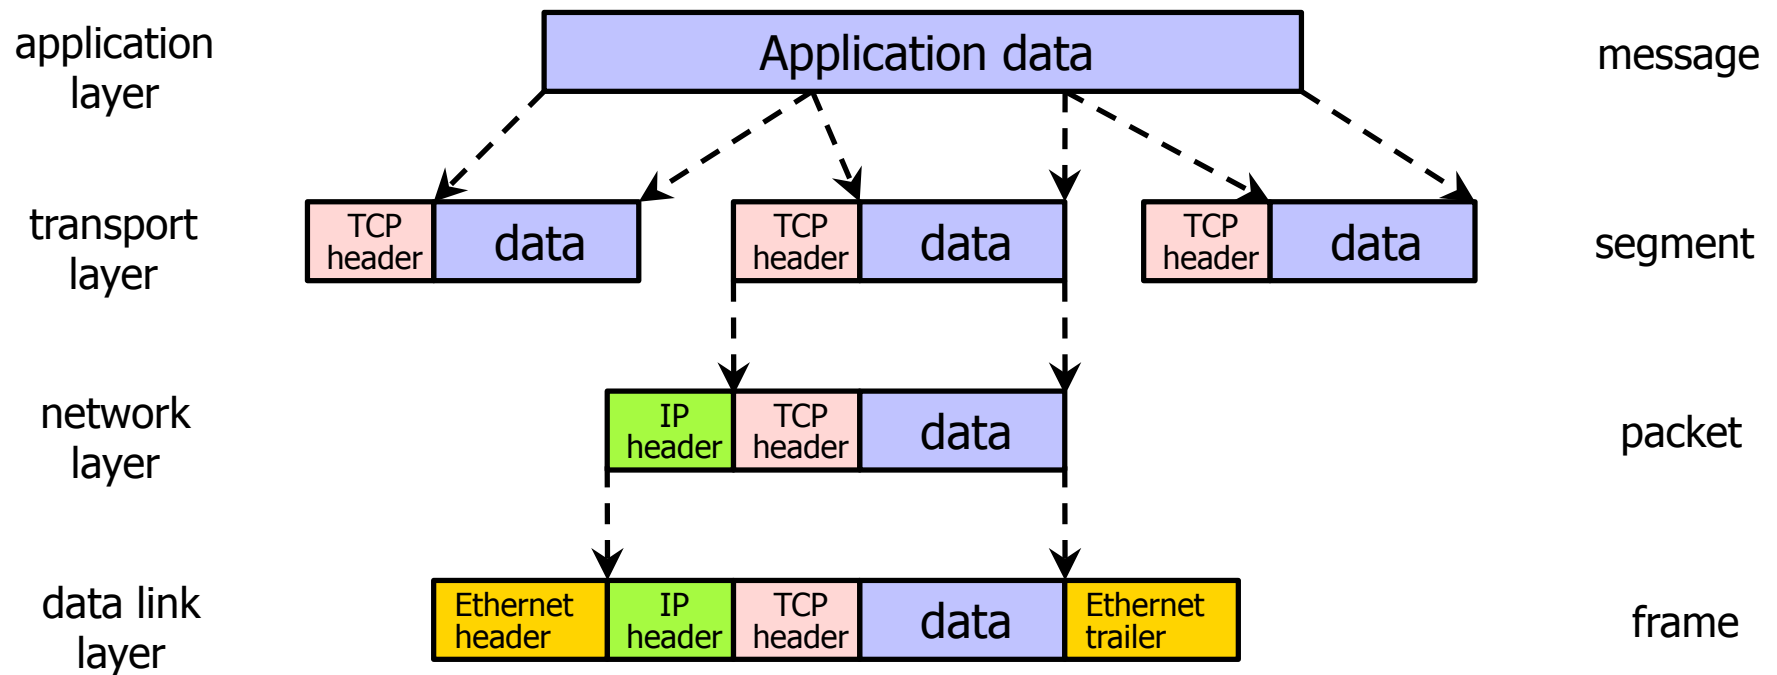 application
layer
Application data
message
transport
layer
TCP
header
data
TCP
header
data
TCP
header
data
segment
network
layer
IP
header
TCP
header
data
packet
data link
layer
Ethernet
header
IP
header
TCP
header
data
Ethernet
trailer
frame